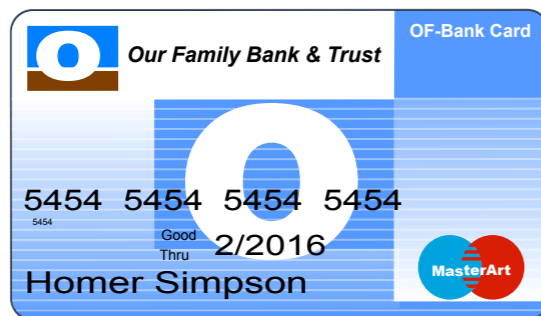 O
Our Family Bank & Trust
OF-Bank Card
O
5454 5454 5454 5454
5454
Good
Thru
2/2016
Homer Simpson
MasterArt